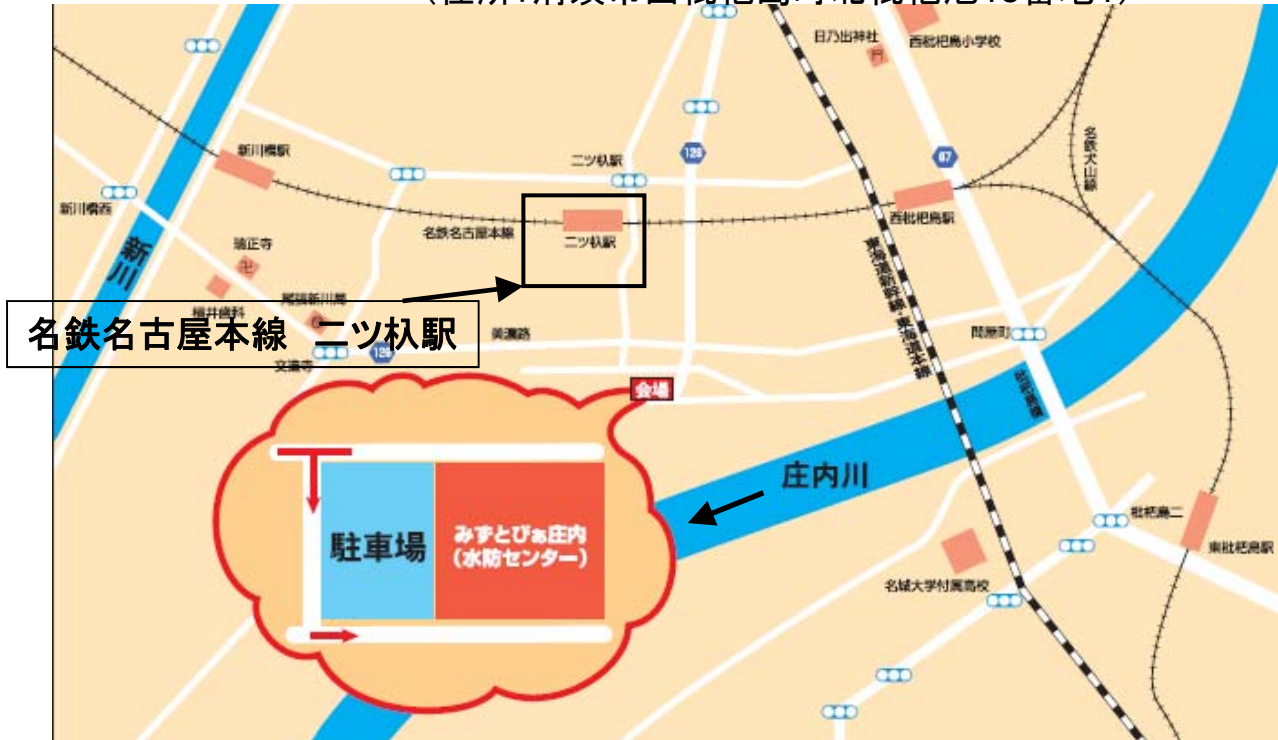 日乃出神社
西枇杷島小学校
新川橋駅
二ツ杁駅
126
67
名鉄犬山線
新川橋西
新川
瑞正寺
名鉄名古屋本線
二ツ杁駅
西枇杷島駅
東海道新幹線・東海道本線
尾張新川局
名鉄名古屋本線 二ツ杁駅
126
美濃路
問屋町
会場
庄内川
駐車場
みずとぴぁ庄内
(水防センター)
枇杷島二
東枇杷島駅
名城大学付属高校